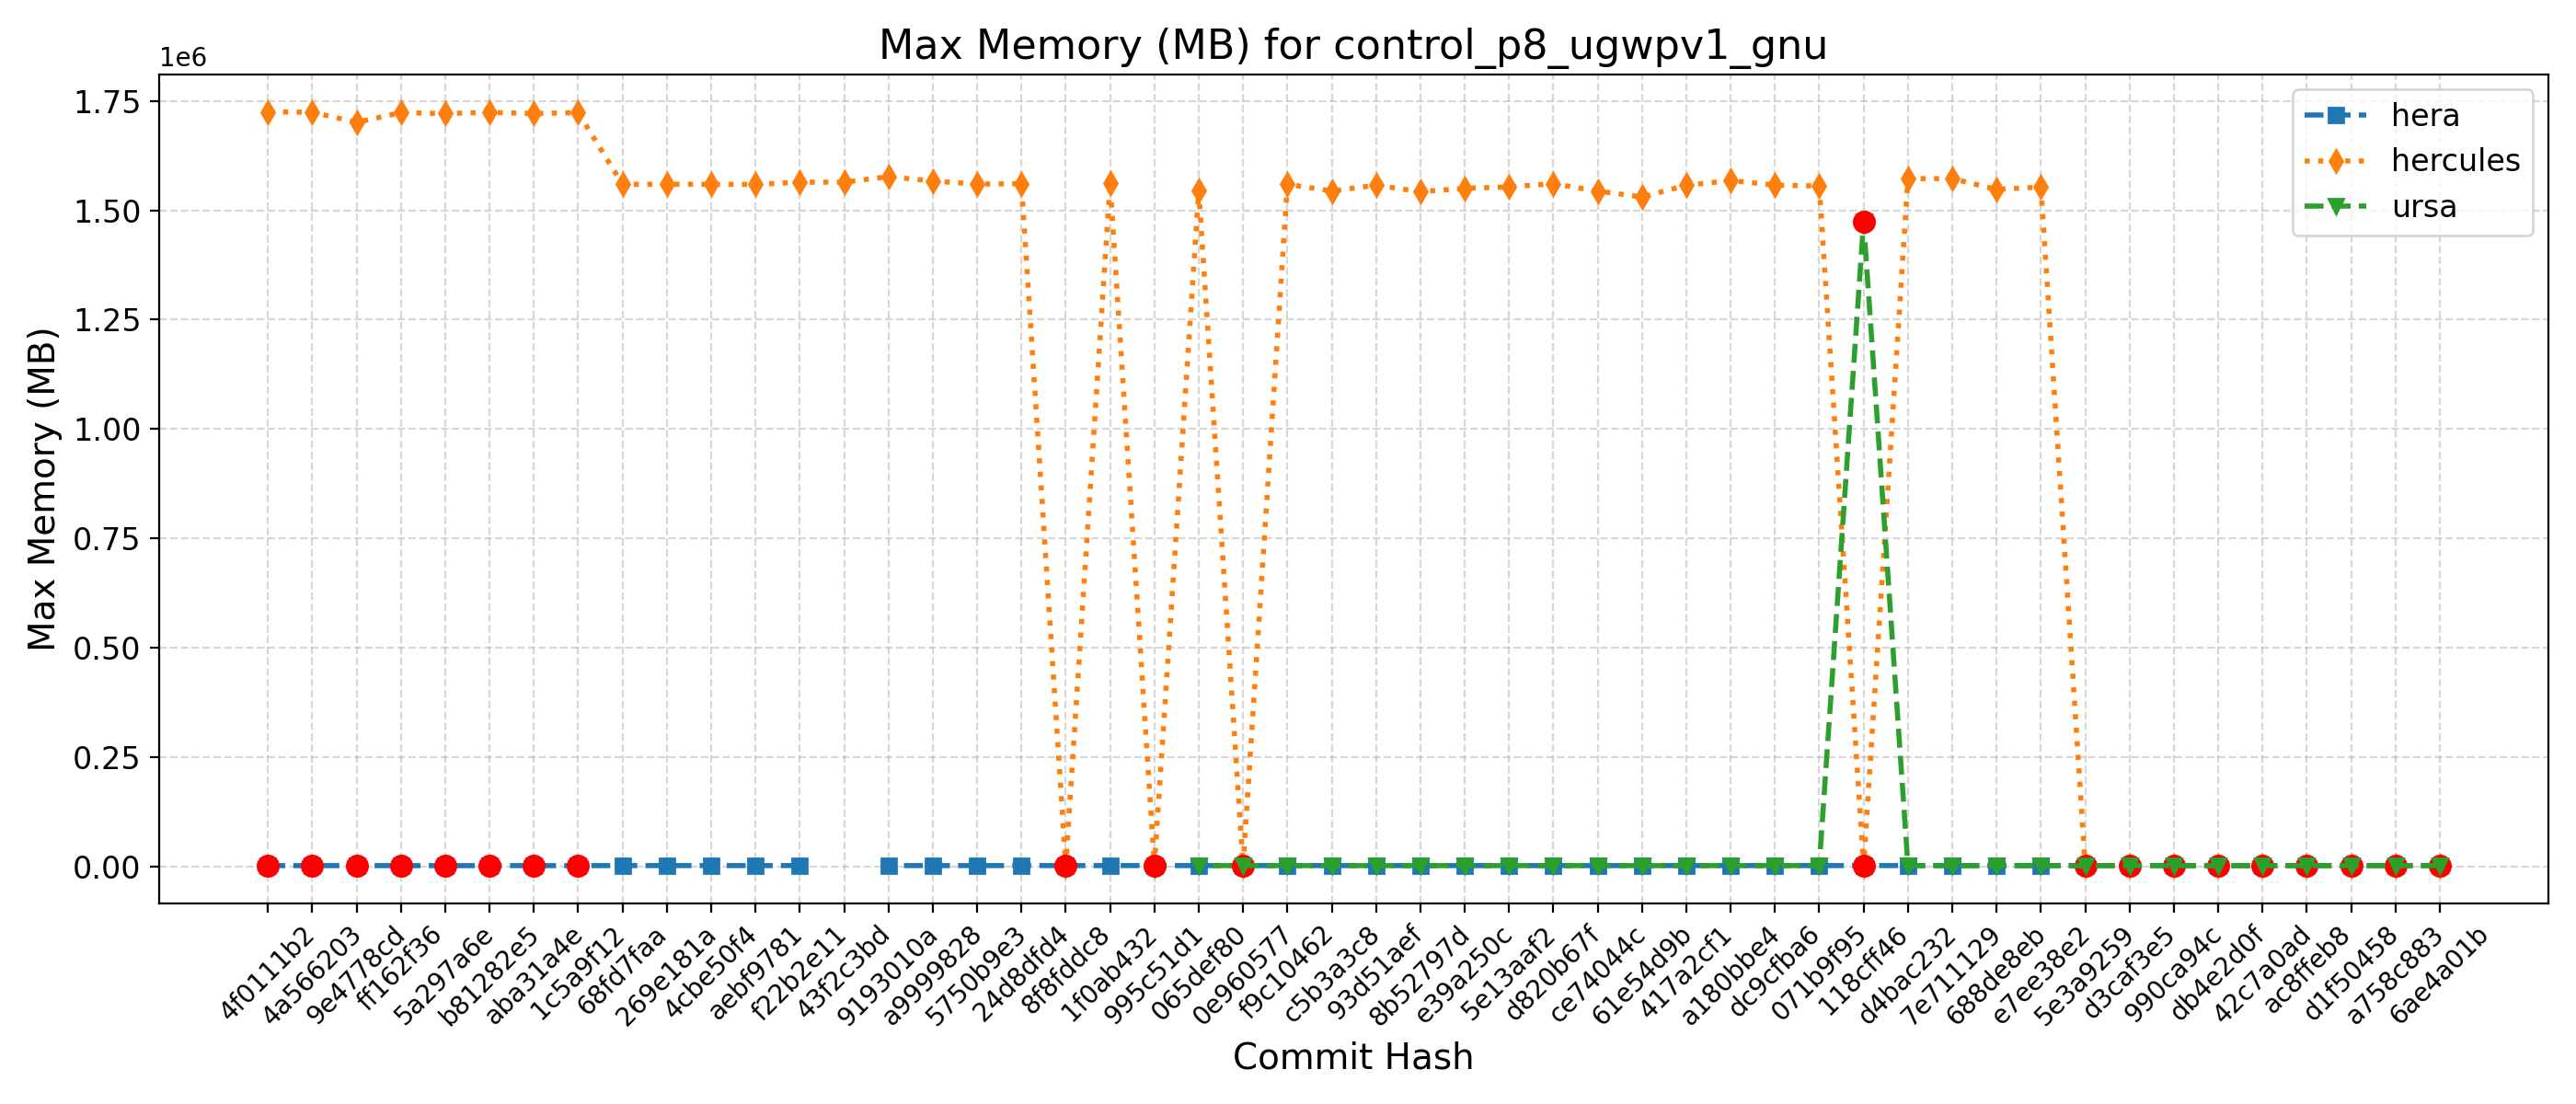 Max Memory (MB) for control_p8_ugwpv1_gnu
1e6
1.75
1.50
1.25
1.00
0.75
0.50
0.25
0.00
Max Memory (MB)
hera
hercules
ursa
4f0111b2
4a566203
9e4778cd
ff162f36
5a297a6e
b81282e5
aba31a4e
1c5a9f12
68fd7faa
269e181a
4cbe50f4
aebf9781
f22b2e11
43f2c3bd
9193010a
a9999828
5750b9e3
24d8dfd4
8f8fddc8
1f0ab432
995c51d1
065def80
0e960577
f9c10462
c5b3a3c8
93d51aef
8b52797d
e39a250c
5e13aaf2
d820b67f
ce74044c
61e54d9b
417a2cf1
a180bbe4
dc9cfba6
071b9f95
118cff46
d4bac232
7e711129
688de8eb
e7ee38e2
5e3a9259
d3caf3e5
990ca94c
db4e2d0f
42c7a0ad
ac8ffeb8
d1f50458
a758c883
6ae4a01b
Commit Hash